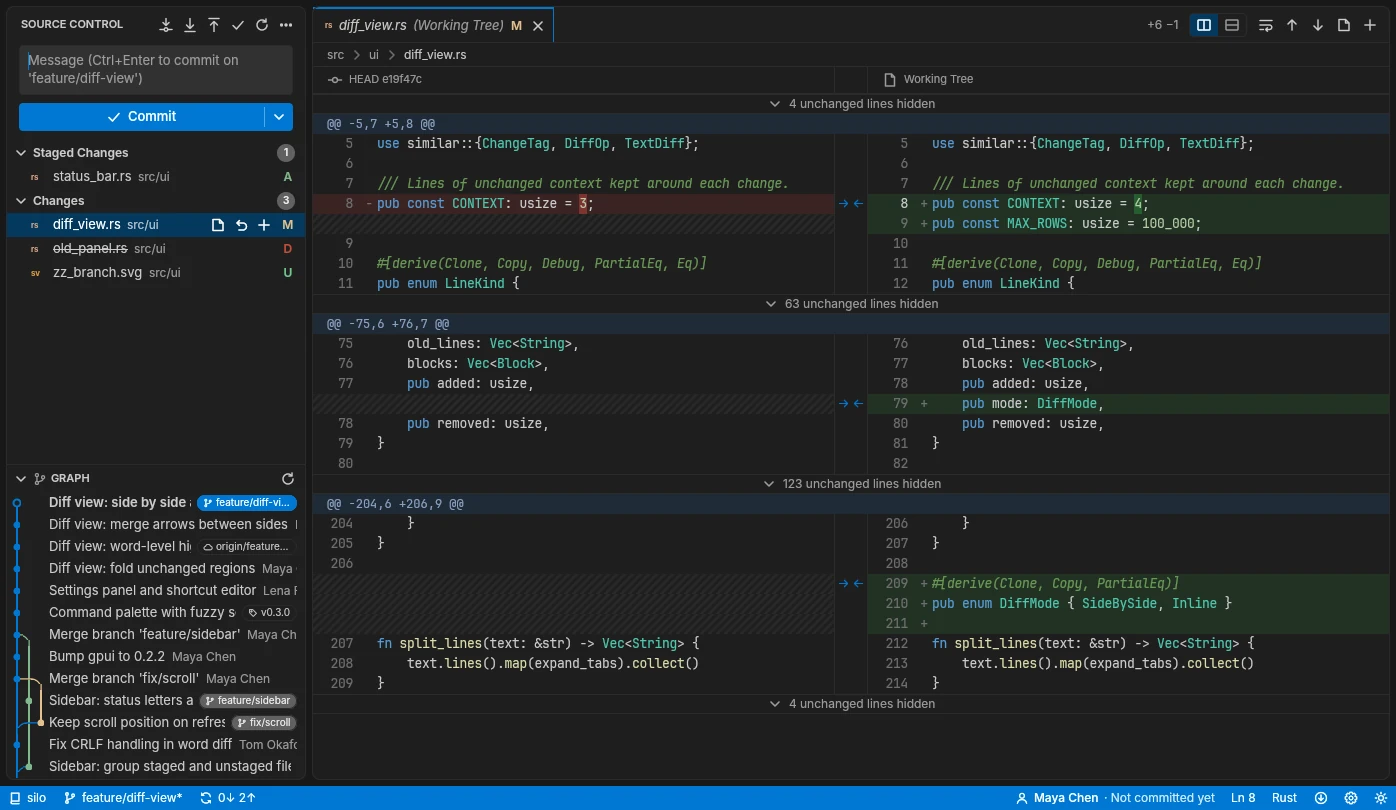 SOURCE CONTROL
Message (Ctrl+Enter to commit on
'feature/diff-view')
Commit
Staged Changes 1
rs status_bar.rs src/ui A
Changes 3
rs diff_view.rs src/ui M
rs old_panel.rs src/ui D
sv zz_branch.svg src/ui U
GRAPH
Diff view: side by side feature/diff-vi...
Diff view: merge arrows between sides
Diff view: word-level hi origin/feature...
Diff view: fold unchanged regions Maya
Settings panel and shortcut editor Lena
Command palette with fuzzy s v0.3.0
Merge branch 'feature/sidebar' Maya Ch
Bump gpui to 0.2.2 Maya Chen
Merge branch 'fix/scroll' Maya Chen
Sidebar: status letters a feature/sidebar
Keep scroll position on refres fix/scroll
Fix CRLF handling in word diff Tom Okafo
Sidebar: group staged and unstaged file
rs diff_view.rs (Working Tree) M
+6 −1
src > ui > diff_view.rs
HEAD e19f47c
Working Tree
4 unchanged lines hidden
@@ -5,7 +5,8 @@
5 use similar::{ChangeTag, DiffOp, TextDiff};
6
7 /// Lines of unchanged context kept around each change.
8 - pub const CONTEXT: usize = 3;
9
10 #[derive(Clone, Copy, Debug, PartialEq, Eq)]
11 pub enum LineKind {
5 use similar::{ChangeTag, DiffOp, TextDiff};
6
7 /// Lines of unchanged context kept around each change.
8 + pub const CONTEXT: usize = 4;
9 + pub const MAX_ROWS: usize = 100_000;
10
11 #[derive(Clone, Copy, Debug, PartialEq, Eq)]
12 pub enum LineKind {
63 unchanged lines hidden
@@ -75,6 +76,7 @@
75 old_lines: Vec<String>,
76 blocks: Vec<Block>,
77 pub added: usize,
78 pub removed: usize,
79 }
80
76 old_lines: Vec<String>,
77 blocks: Vec<Block>,
78 pub added: usize,
79 + pub mode: DiffMode,
80 pub removed: usize,
81 }
82
123 unchanged lines hidden
@@ -204,6 +206,9 @@
204 }
205 }
206
207 fn split_lines(text: &str) -> Vec<String> {
208 text.lines().map(expand_tabs).collect()
209 }
206 }
207 }
208
209 + #[derive(Clone, Copy, PartialEq)]
210 + pub enum DiffMode { SideBySide, Inline }
211 +
212 fn split_lines(text: &str) -> Vec<String> {
213 text.lines().map(expand_tabs).collect()
214 }
4 unchanged lines hidden
silo feature/diff-view* 0↓ 2↑
Maya Chen · Not committed yet Ln 8 Rust